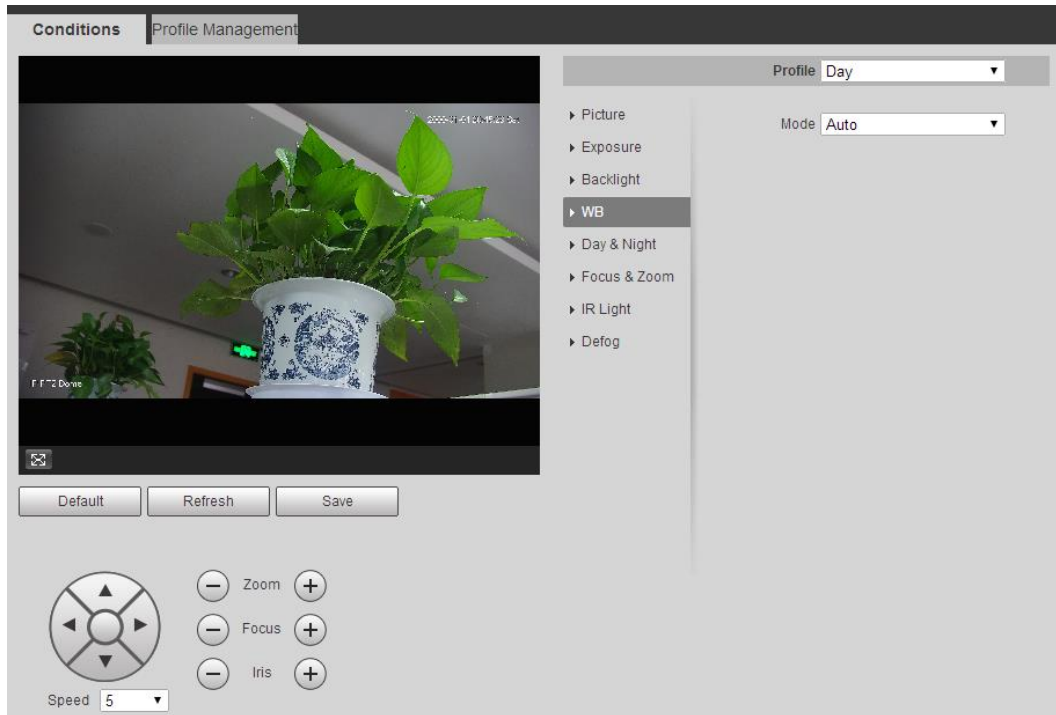 Conditions
Profile Management
Profile Day
Picture
Mode Auto
Exposure
Backlight
WB
Day & Night
Focus & Zoom
IR Light
Defog
Dome
Default
Refresh
Save
Zoom
Focus
Iris
Speed 5